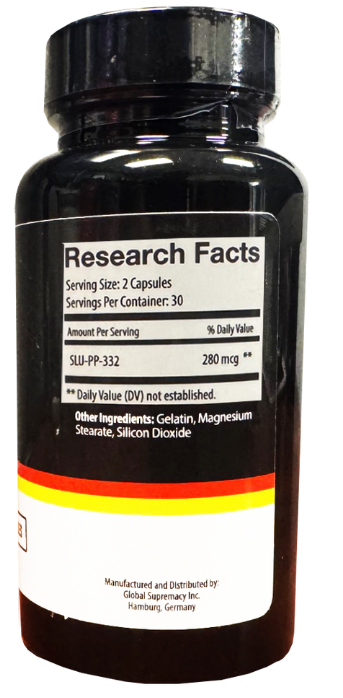 Research Facts
Serving Size: 2 Capsules
Servings Per Container: 30
Amount Per Serving % Daily Value
SLU-PP-332 280 mcg **
** Daily Value (DV) not established.
Other Ingredients: Gelatin, Magnesium
Stearate, Silicon Dioxide
Manufactured and Distributed by:
Global Supremacy Inc.
Hamburg, Germany